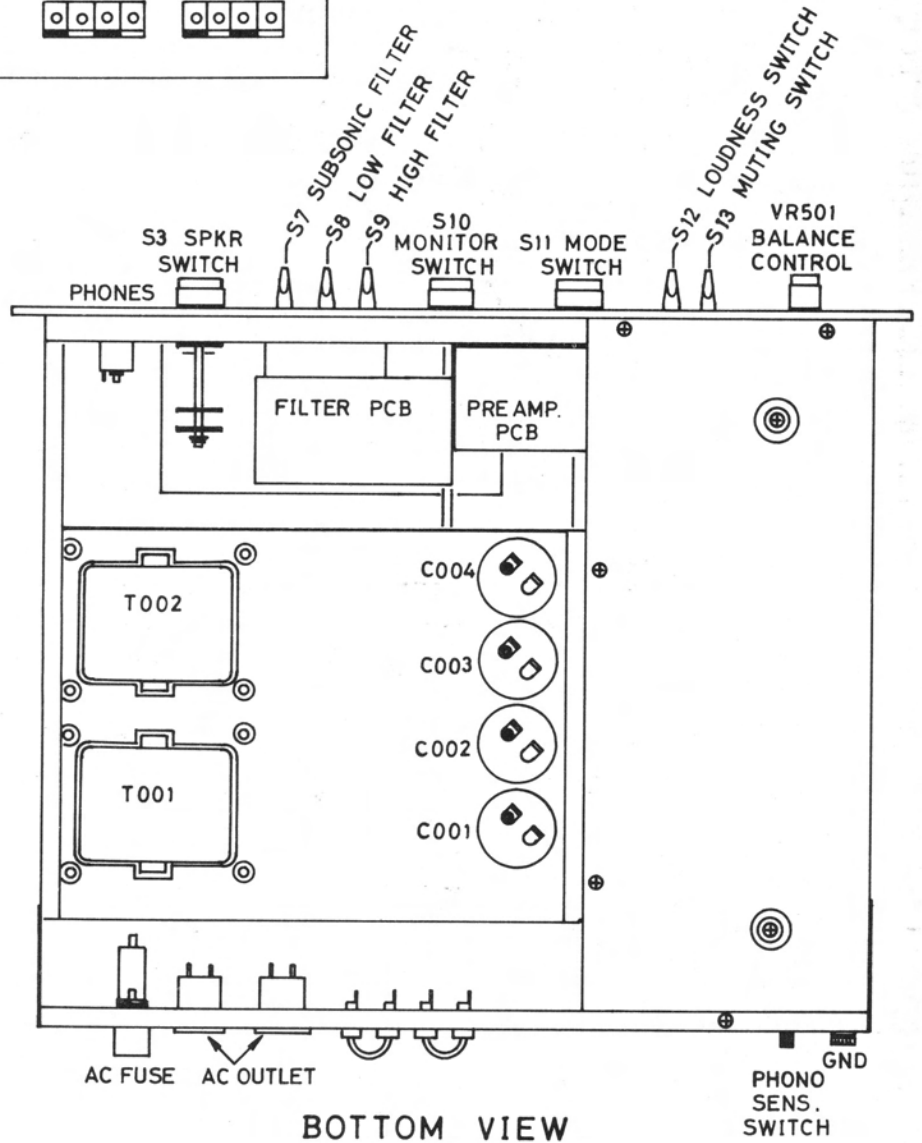 S7 SUBSONIC FILTER
S8 LOW FILTER
S9 HIGH FILTER
S12 LOUDNESS SWITCH
S13 MUTING SWITCH
S3 SPKR
SWITCH
S10
MONITOR
SWITCH
S11 MODE
SWITCH
VR501
BALANCE
CONTROL
PHONES
FILTER PCB
PREAMP.
PCB
T002
C004
C003
C002
T001
C001
AC FUSE
AC OUTLET
PHONO
SENS.
SWITCH
GND
BOTTOM VIEW